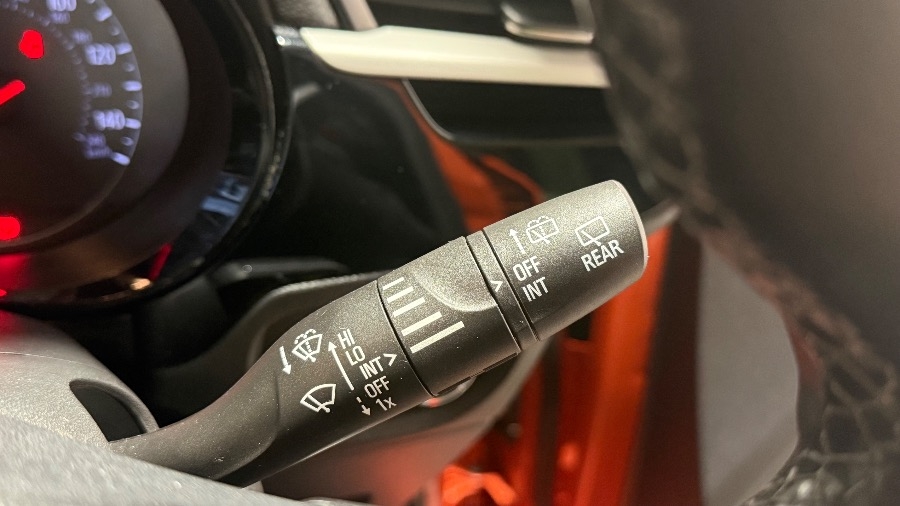 100
120
140
HI
LO
INT >
OFF
1x
>
OFF
INT
REAR